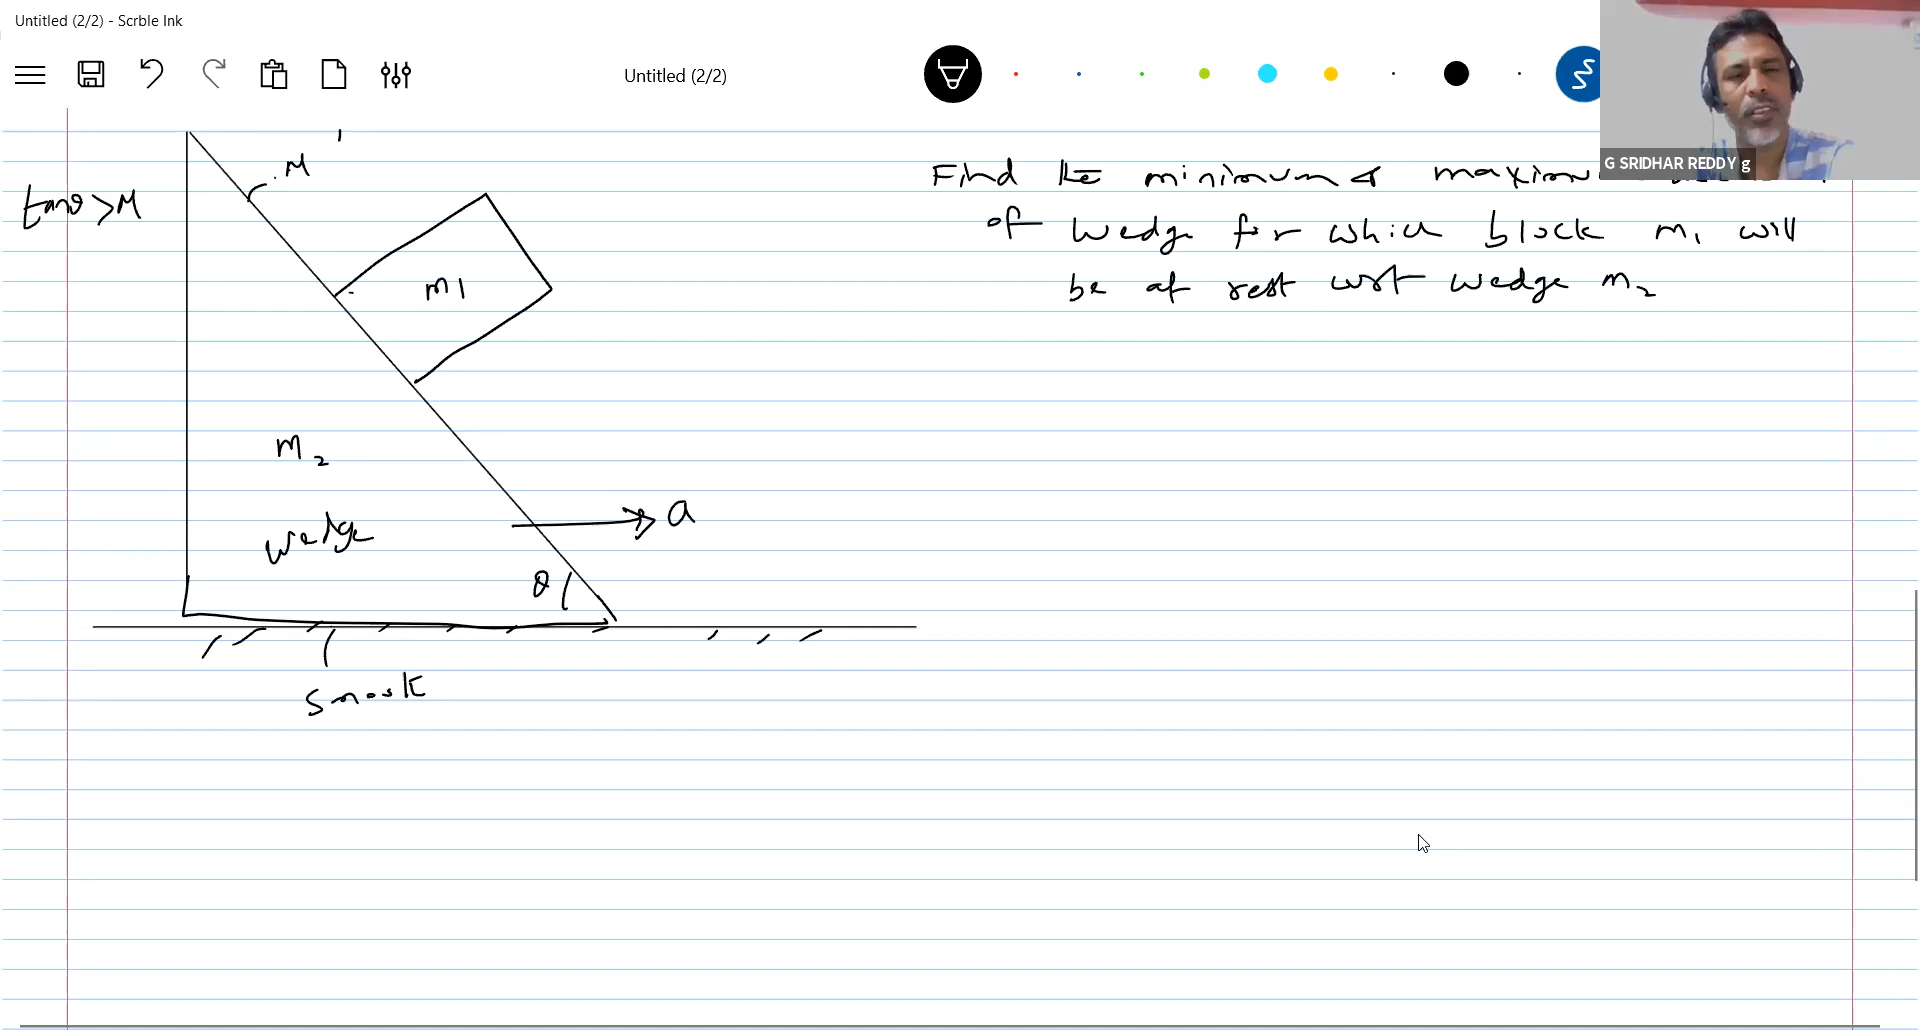 Untitled (2/2) - Scrble Ink
Untitled (2/2)
G SRIDHAR REDDY g
Find the minimum &
of wedge for which block m₁ will
be at rest wrt wedge m₂
μ
tanθ > μ
m1
m₂
wedge
a
θ
Smooth